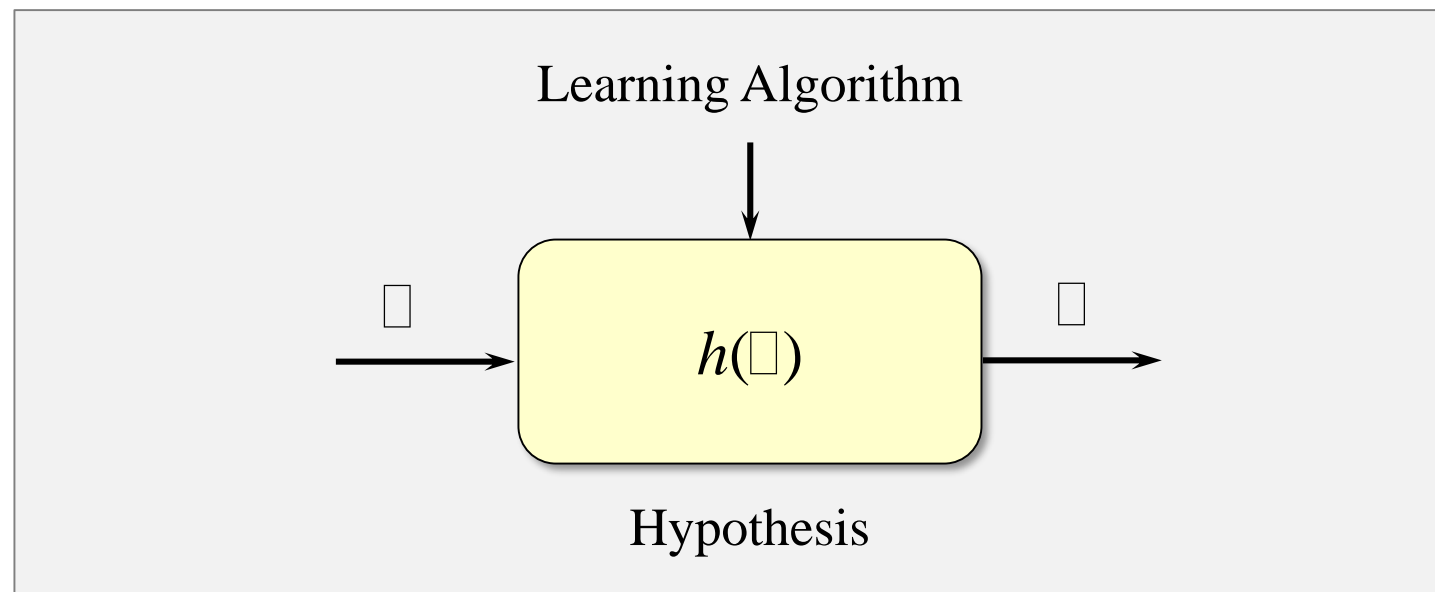 Learning Algorithm
▯
▯
h(▯)
Hypothesis